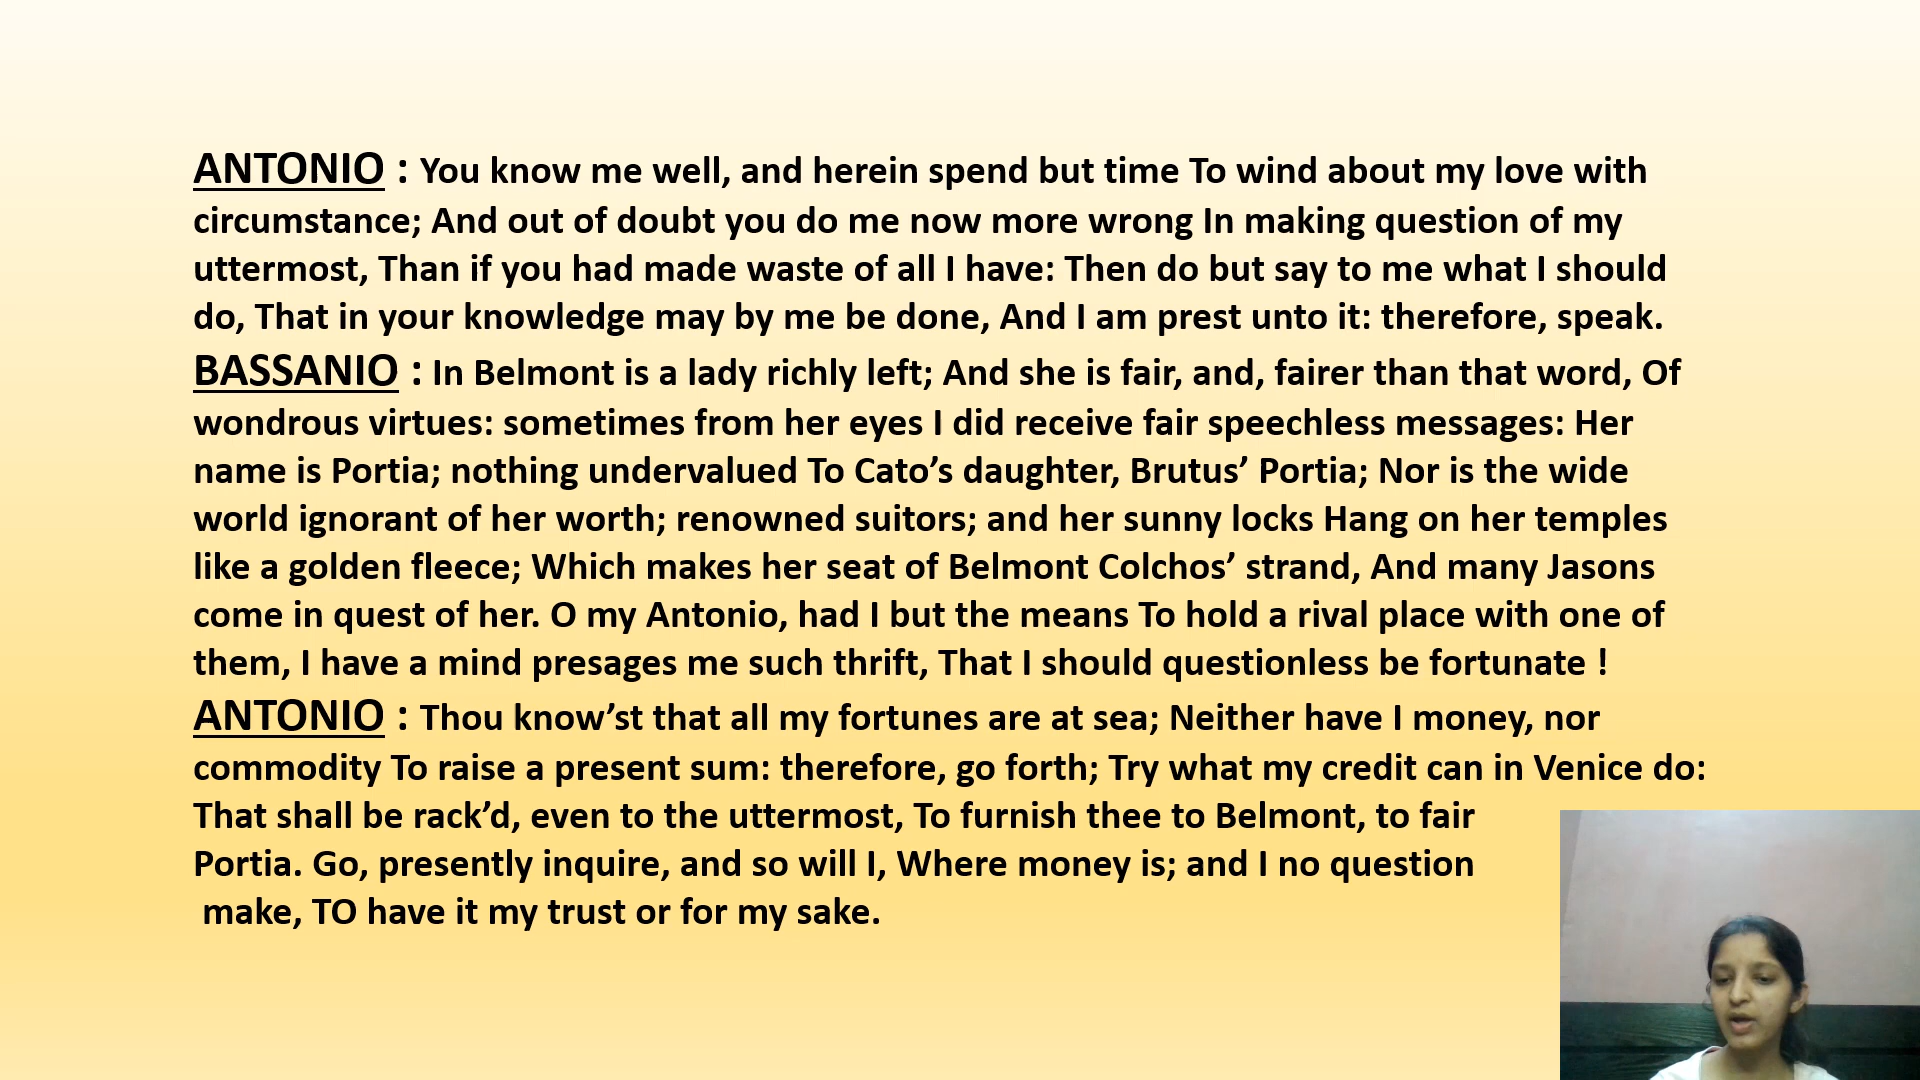 ANTONIO : You know me well, and herein spend but time To wind about my love with
circumstance; And out of doubt you do me now more wrong In making question of my
uttermost, Than if you had made waste of all I have: Then do but say to me what I should
do, That in your knowledge may by me be done, And I am prest unto it: therefore, speak.
BASSANIO : In Belmont is a lady richly left; And she is fair, and, fairer than that word, Of
wondrous virtues: sometimes from her eyes I did receive fair speechless messages: Her
name is Portia; nothing undervalued To Cato’s daughter, Brutus’ Portia; Nor is the wide
world ignorant of her worth; renowned suitors; and her sunny locks Hang on her temples
like a golden fleece; Which makes her seat of Belmont Colchos’ strand, And many Jasons
come in quest of her. O my Antonio, had I but the means To hold a rival place with one of
them, I have a mind presages me such thrift, That I should questionless be fortunate !
ANTONIO : Thou know’st that all my fortunes are at sea; Neither have I money, nor
commodity To raise a present sum: therefore, go forth; Try what my credit can in Venice do:
That shall be rack’d, even to the uttermost, To furnish thee to Belmont, to fair
Portia. Go, presently inquire, and so will I, Where money is; and I no question
make, TO have it my trust or for my sake.